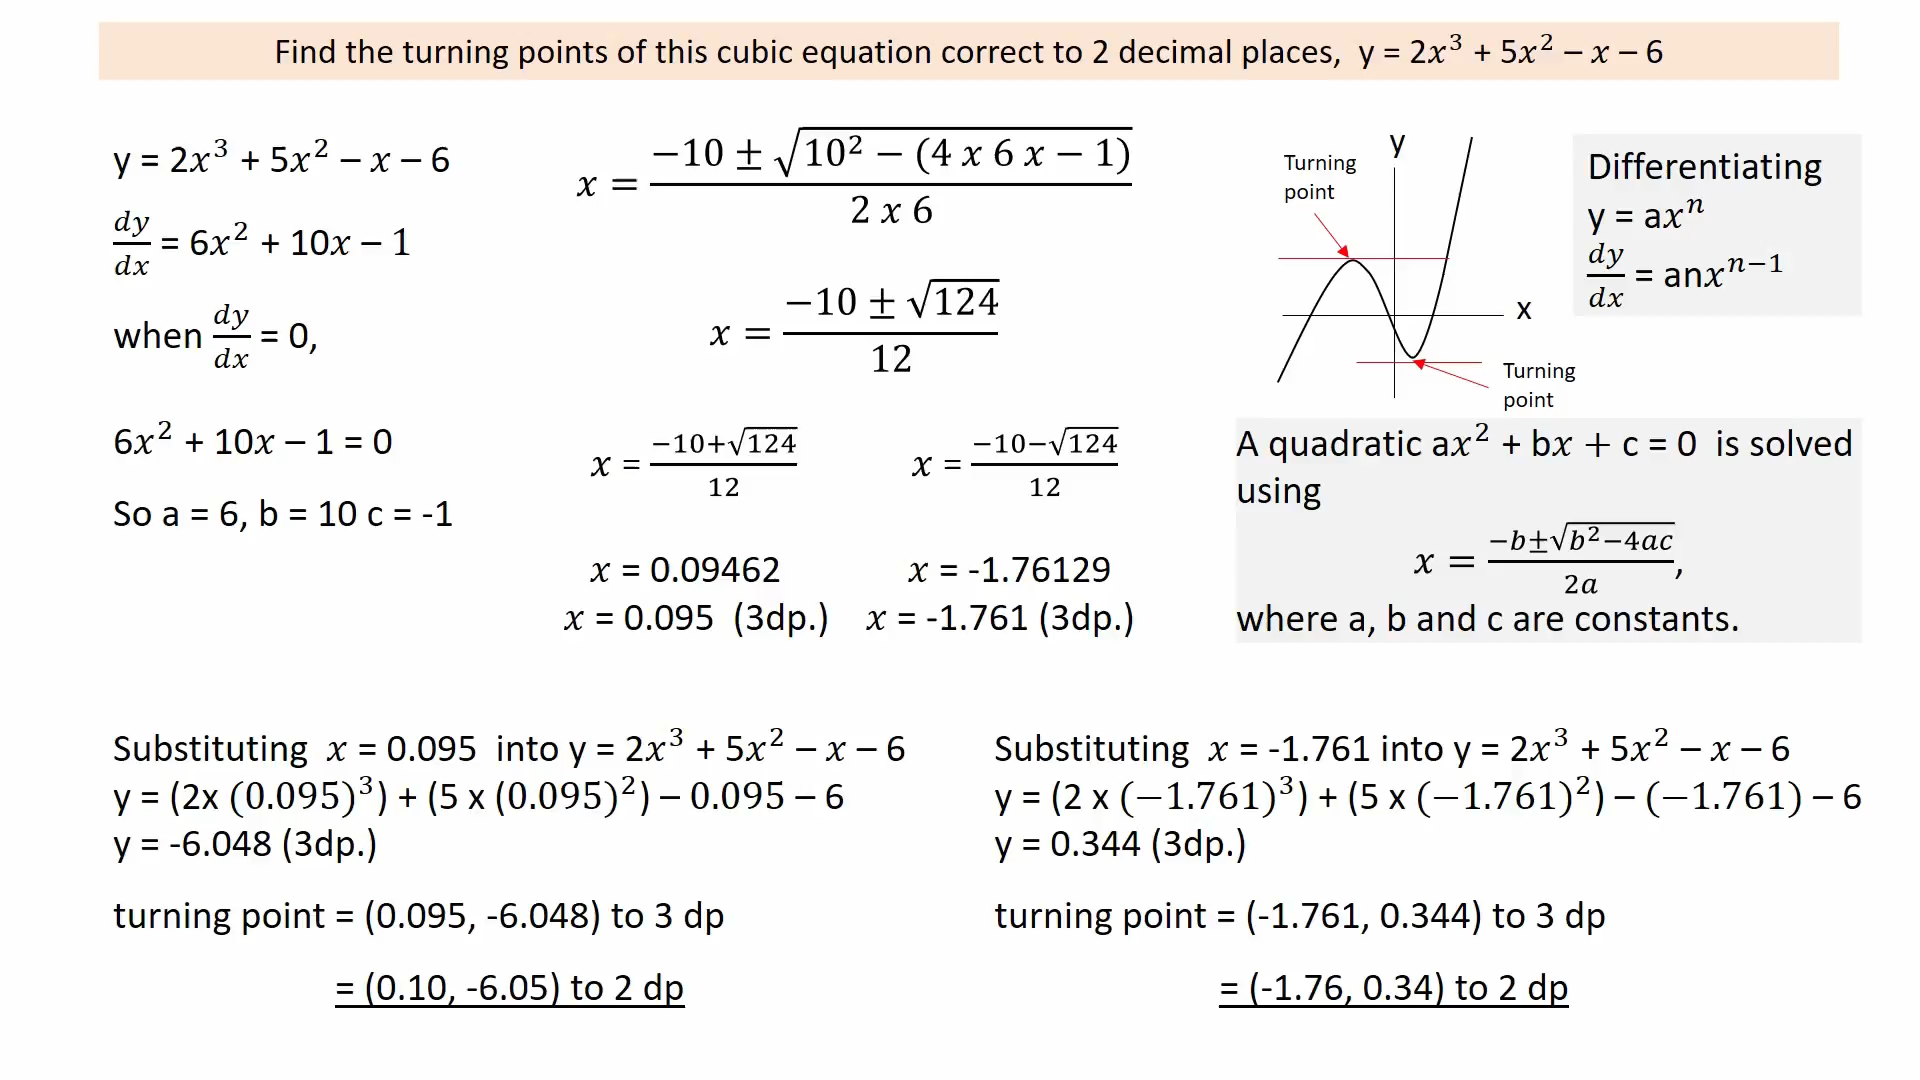 Find the turning points of this cubic equation correct to 2 decimal places, y = 2x³ + 5x² – x – 6
y = 2x³ + 5x² – x – 6
dy/dx = 6x² + 10x – 1
when dy/dx = 0,
6x² + 10x – 1 = 0
So a = 6, b = 10 c = -1
x = (−10 ± √(10² − (4 x 6 x − 1))) / (2 x 6)
x = (−10 ± √124) / 12
x = (−10+√124) / 12
x = 0.09462
x = 0.095 (3dp.)
x = (−10−√124) / 12
x = -1.76129
x = -1.761 (3dp.)
y
Turning
point
x
Turning
point
Differentiating
y = axⁿ
dy/dx = anxⁿ⁻¹
A quadratic ax² + bx + c = 0 is solved
using
x = (−b±√(b²−4ac)) / 2a,
where a, b and c are constants.
Substituting x = 0.095 into y = 2x³ + 5x² – x – 6
y = (2x (0.095)³) + (5 x (0.095)²) – 0.095 – 6
y = -6.048 (3dp.)
turning point = (0.095, -6.048) to 3 dp
= (0.10, -6.05) to 2 dp
Substituting x = -1.761 into y = 2x³ + 5x² – x – 6
y = (2 x (−1.761)³) + (5 x (−1.761)²) – (−1.761) – 6
y = 0.344 (3dp.)
turning point = (-1.761, 0.344) to 3 dp
= (-1.76, 0.34) to 2 dp